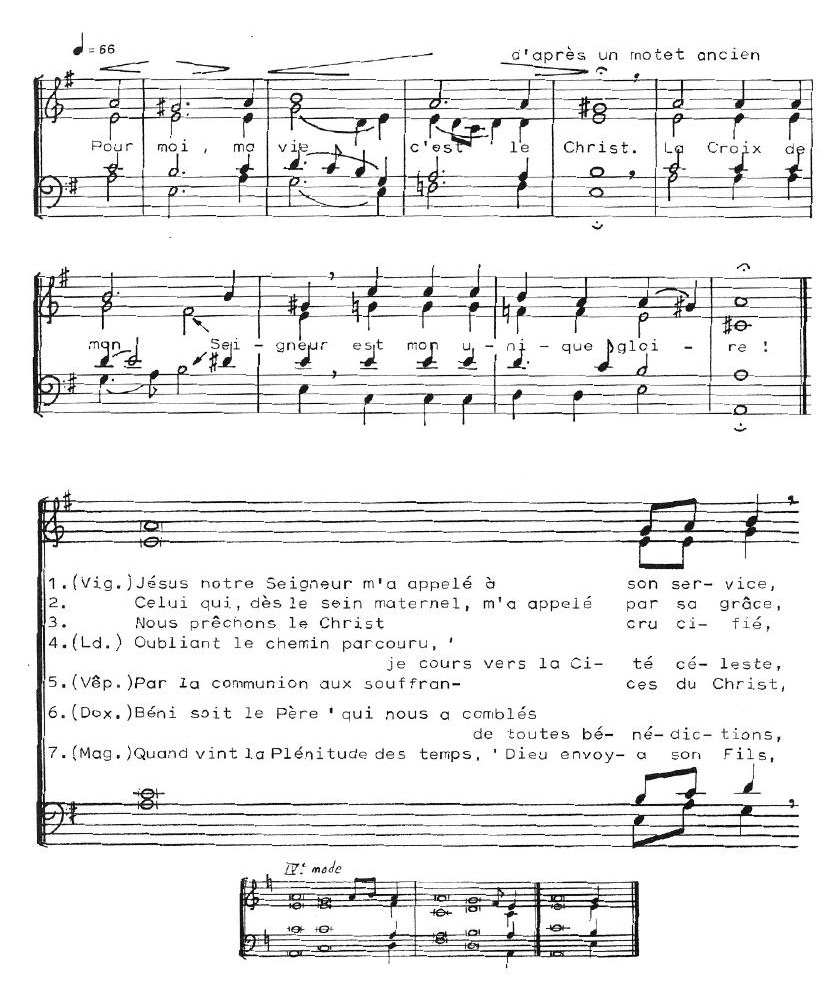 ♩ = 66
d'après un motet ancien
Pour moi, ma vie c'est le Christ. La Croix de
mon Sei - gneur est mon u - ni - que gloi - re !
1.(Vig.)Jésus notre Seigneur m'a appelé à son ser- vice,
2. Celui qui, dès le sein maternel, m'a appelé par sa grâce,
3. Nous prêchons le Christ cru ci- fié,
4.(Ld.) Oubliant le chemin parcouru, '
je cours vers la Ci- té cé- leste,
5.(Vêp.)Par la communion aux souffran- ces du Christ,
6.(Dox.)Béni soit le Père ' qui nous a comblés
de toutes bé- né- dic- tions,
7.(Mag.)Quand vint la Plénitude des temps, ' Dieu envoy- a son Fils,
IVe mode